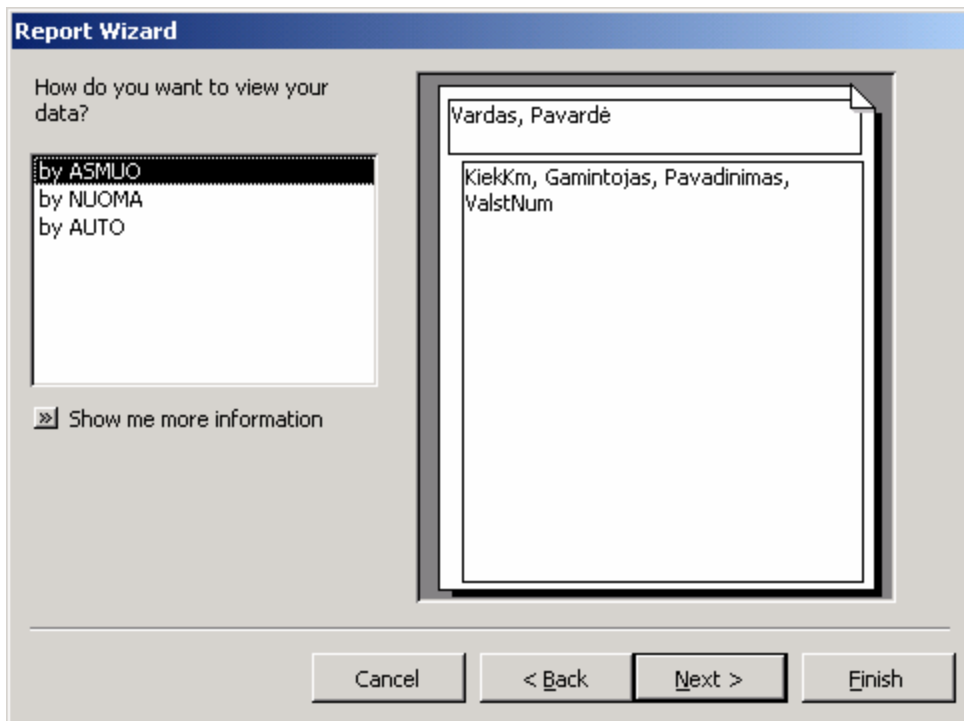 Report Wizard
How do you want to view your
data?
by ASMUO
by NUOMA
by AUTO
Show me more information
Vardas, Pavardė
KiekKm, Gamintojas, Pavadinimas,
ValstNum
Cancel
< Back
Next >
Finish